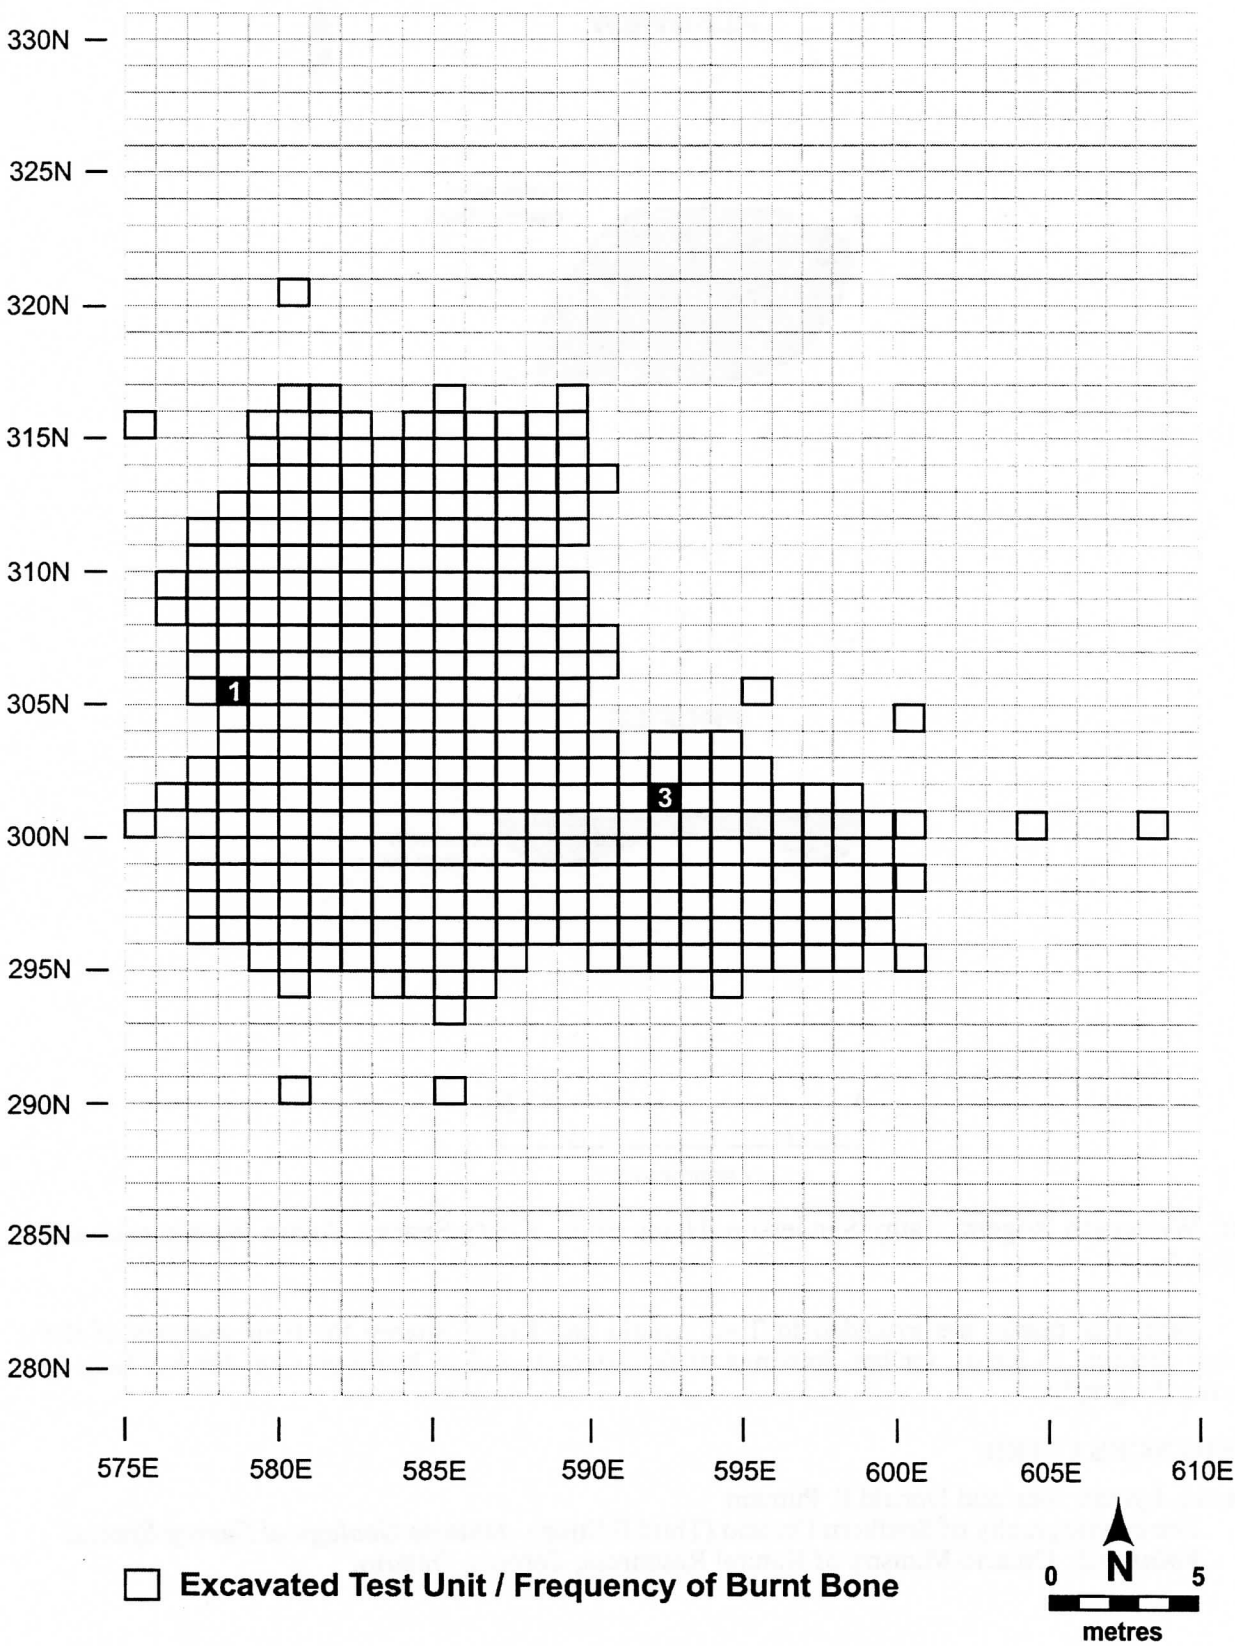 330N
325N
320N
315N
310N
305N
1
3
300N
295N
290N
285N
280N
575E 580E 585E 590E 595E 600E 605E 610E
Excavated Test Unit / Frequency of Burnt Bone
0 N 5
metres